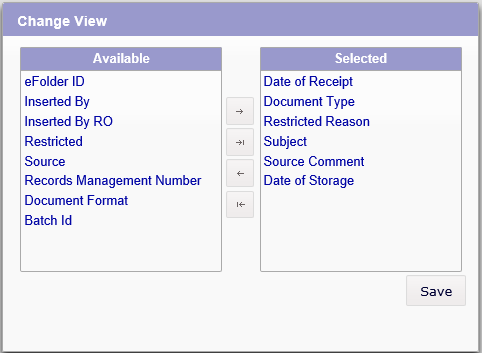 Change View
Available
eFolder ID
Inserted By
Inserted By RO
Restricted
Source
Records Management Number
Document Format
Batch Id
Selected
Date of Receipt
Document Type
Restricted Reason
Subject
Source Comment
Date of Storage
Save